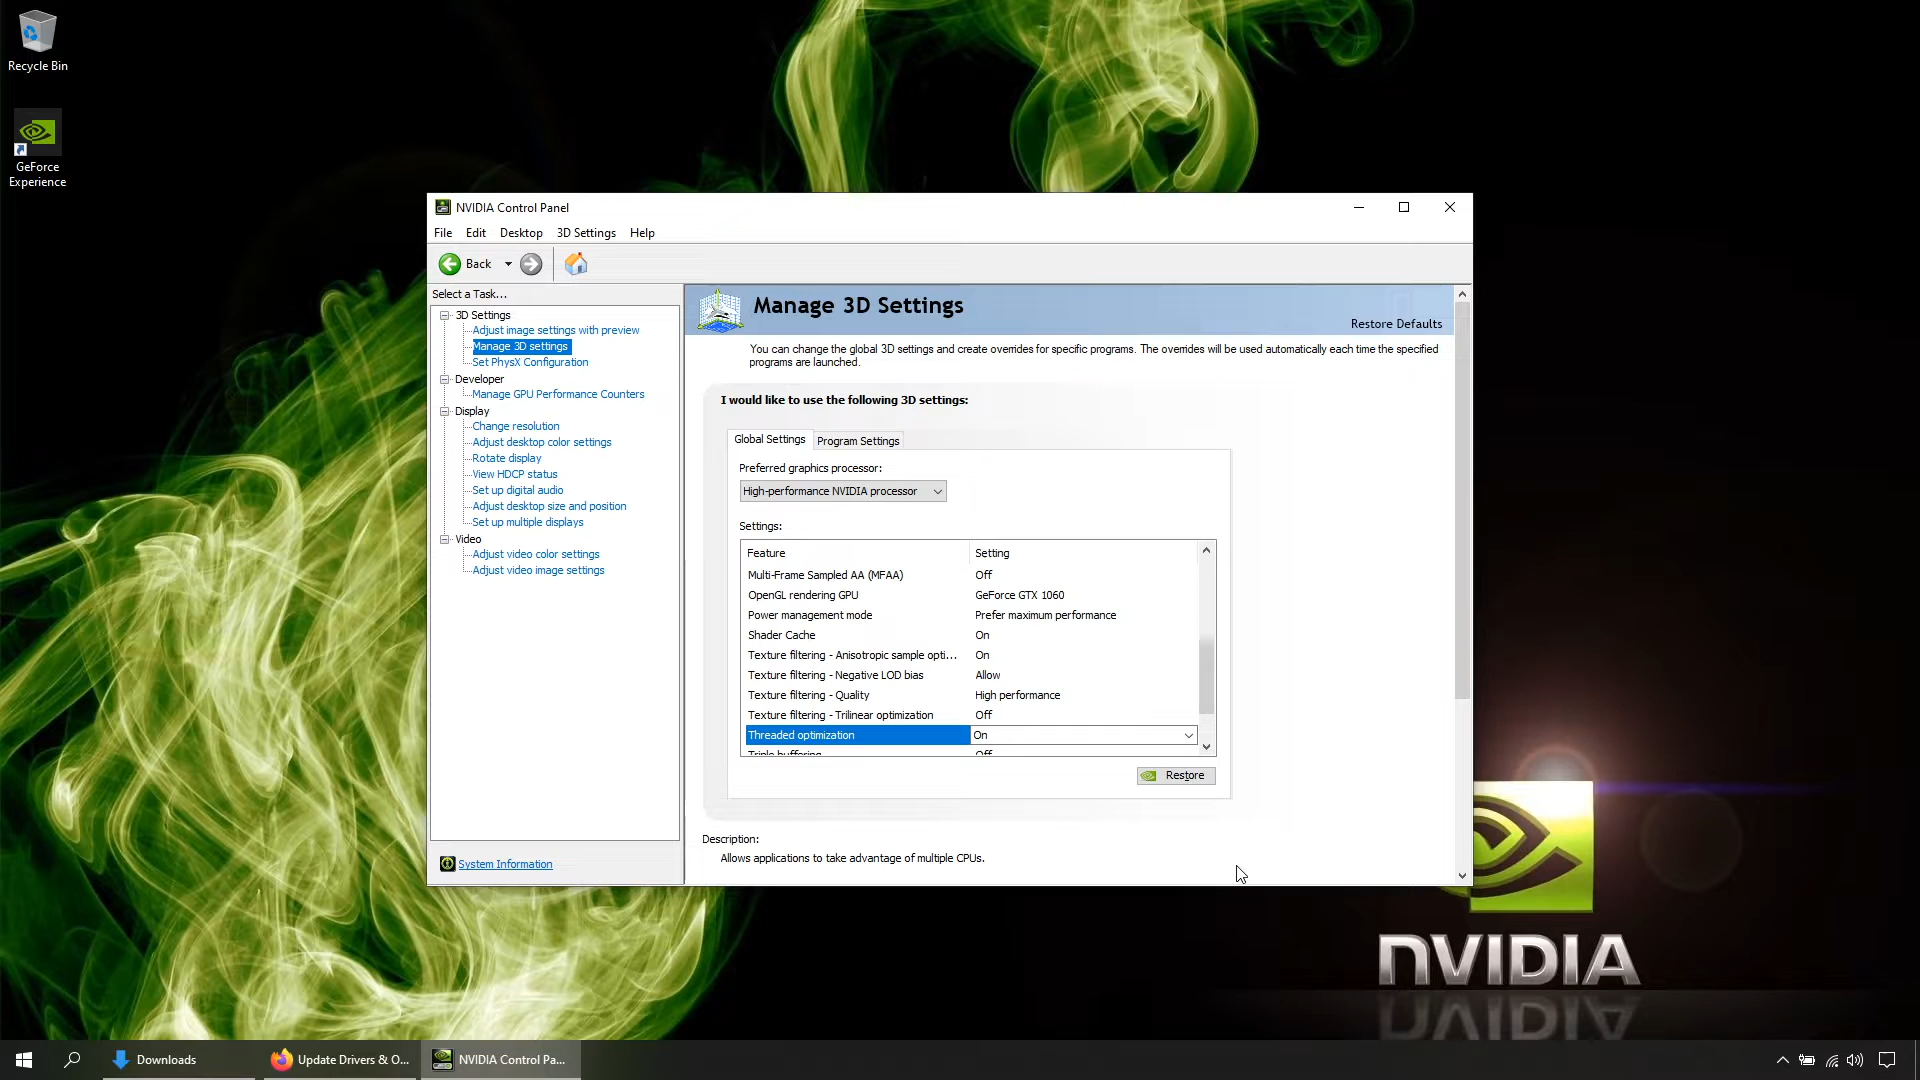 Recycle Bin
GeForce
Experience
NVIDIA Control Panel
File Edit Desktop 3D Settings Help
Back
Select a Task...
3D Settings
Adjust image settings with preview
Manage 3D settings
Set PhysX Configuration
Developer
Manage GPU Performance Counters
Display
Change resolution
Adjust desktop color settings
Rotate display
View HDCP status
Set up digital audio
Adjust desktop size and position
Set up multiple displays
Video
Adjust video color settings
Adjust video image settings
System Information
Manage 3D Settings
Restore Defaults
You can change the global 3D settings and create overrides for specific programs. The overrides will be used automatically each time the specified
programs are launched.
I would like to use the following 3D settings:
Global Settings Program Settings
Preferred graphics processor:
High-performance NVIDIA processor
Settings:
Feature Setting
Multi-Frame Sampled AA (MFAA) Off
OpenGL rendering GPU GeForce GTX 1060
Power management mode Prefer maximum performance
Shader Cache On
Texture filtering - Anisotropic sample opti... On
Texture filtering - Negative LOD bias Allow
Texture filtering - Quality High performance
Texture filtering - Trilinear optimization Off
Threaded optimization On
Triple buffering Off
Restore
Description:
Allows applications to take advantage of multiple CPUs.
NVIDIA
Downloads Update Drivers & O... NVIDIA Control Pa...